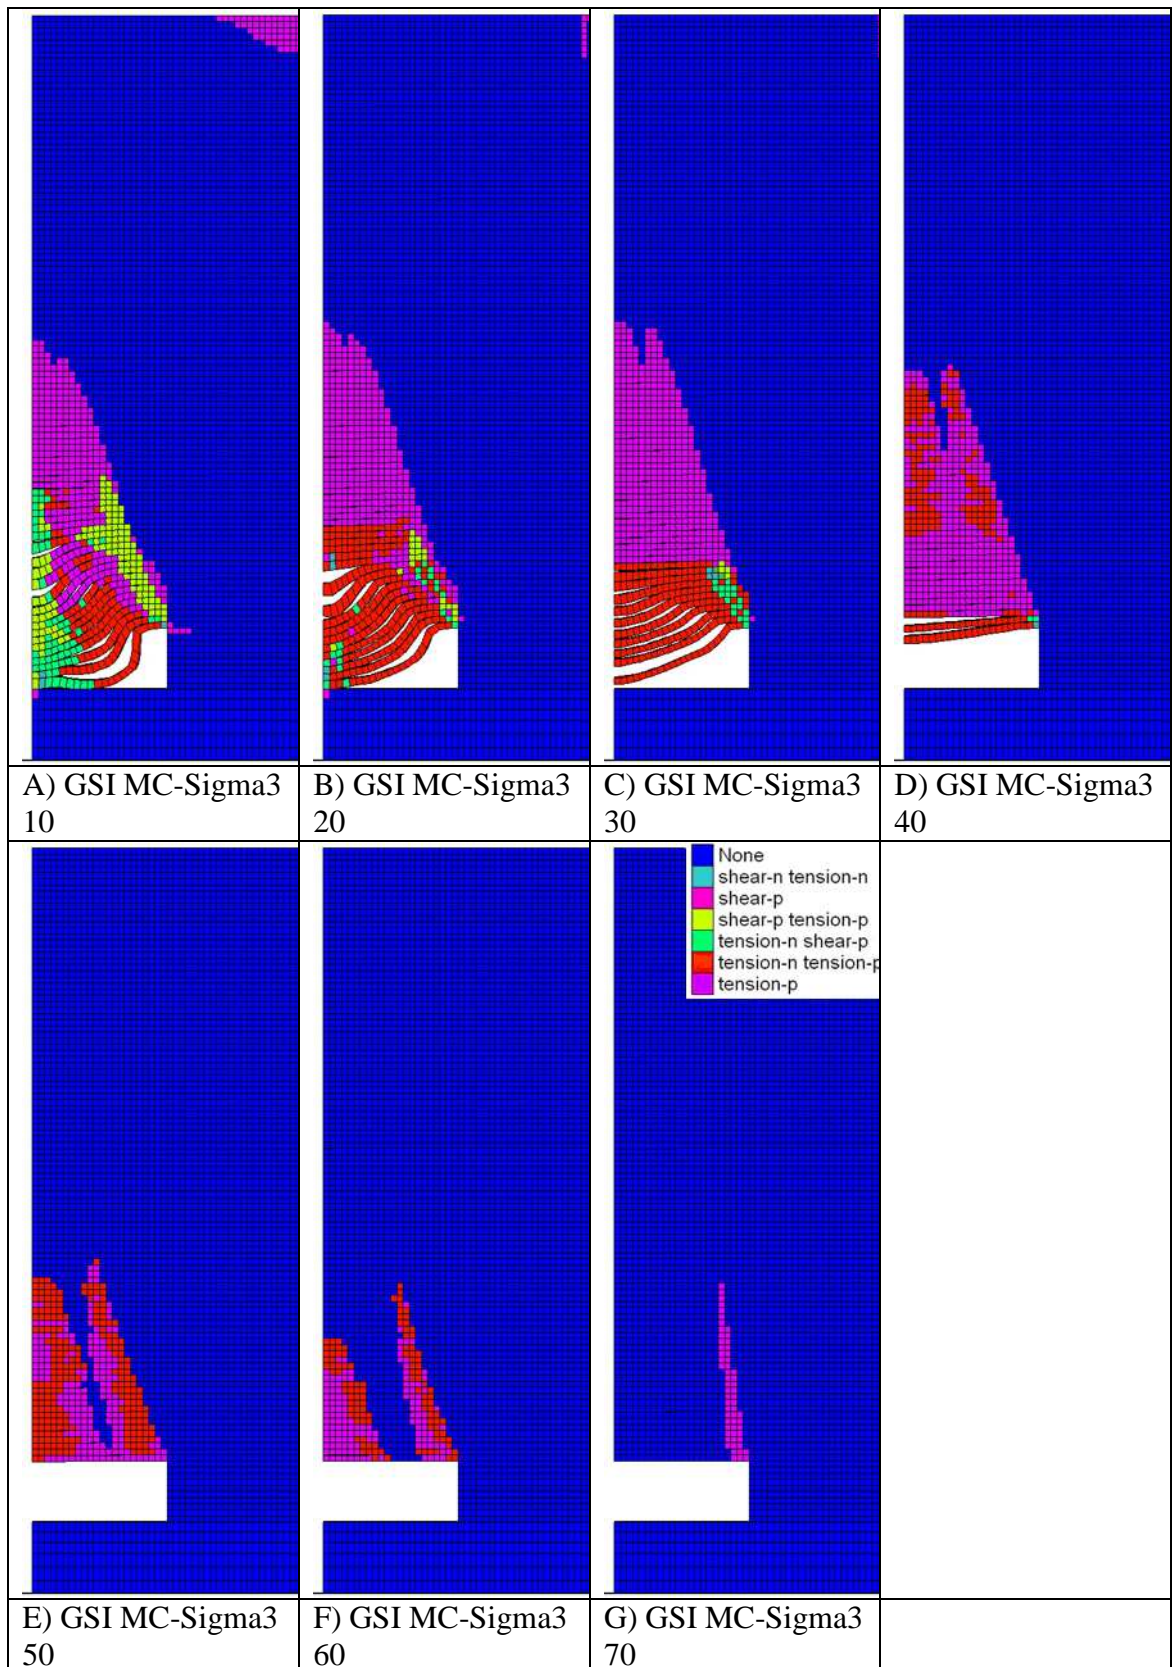 A) GSI MC-Sigma3
10
B) GSI MC-Sigma3
20
C) GSI MC-Sigma3
30
D) GSI MC-Sigma3
40
None
shear-n tension-n
shear-p
shear-p tension-p
tension-n shear-p
tension-n tension-p
tension-p
E) GSI MC-Sigma3
50
F) GSI MC-Sigma3
60
G) GSI MC-Sigma3
70